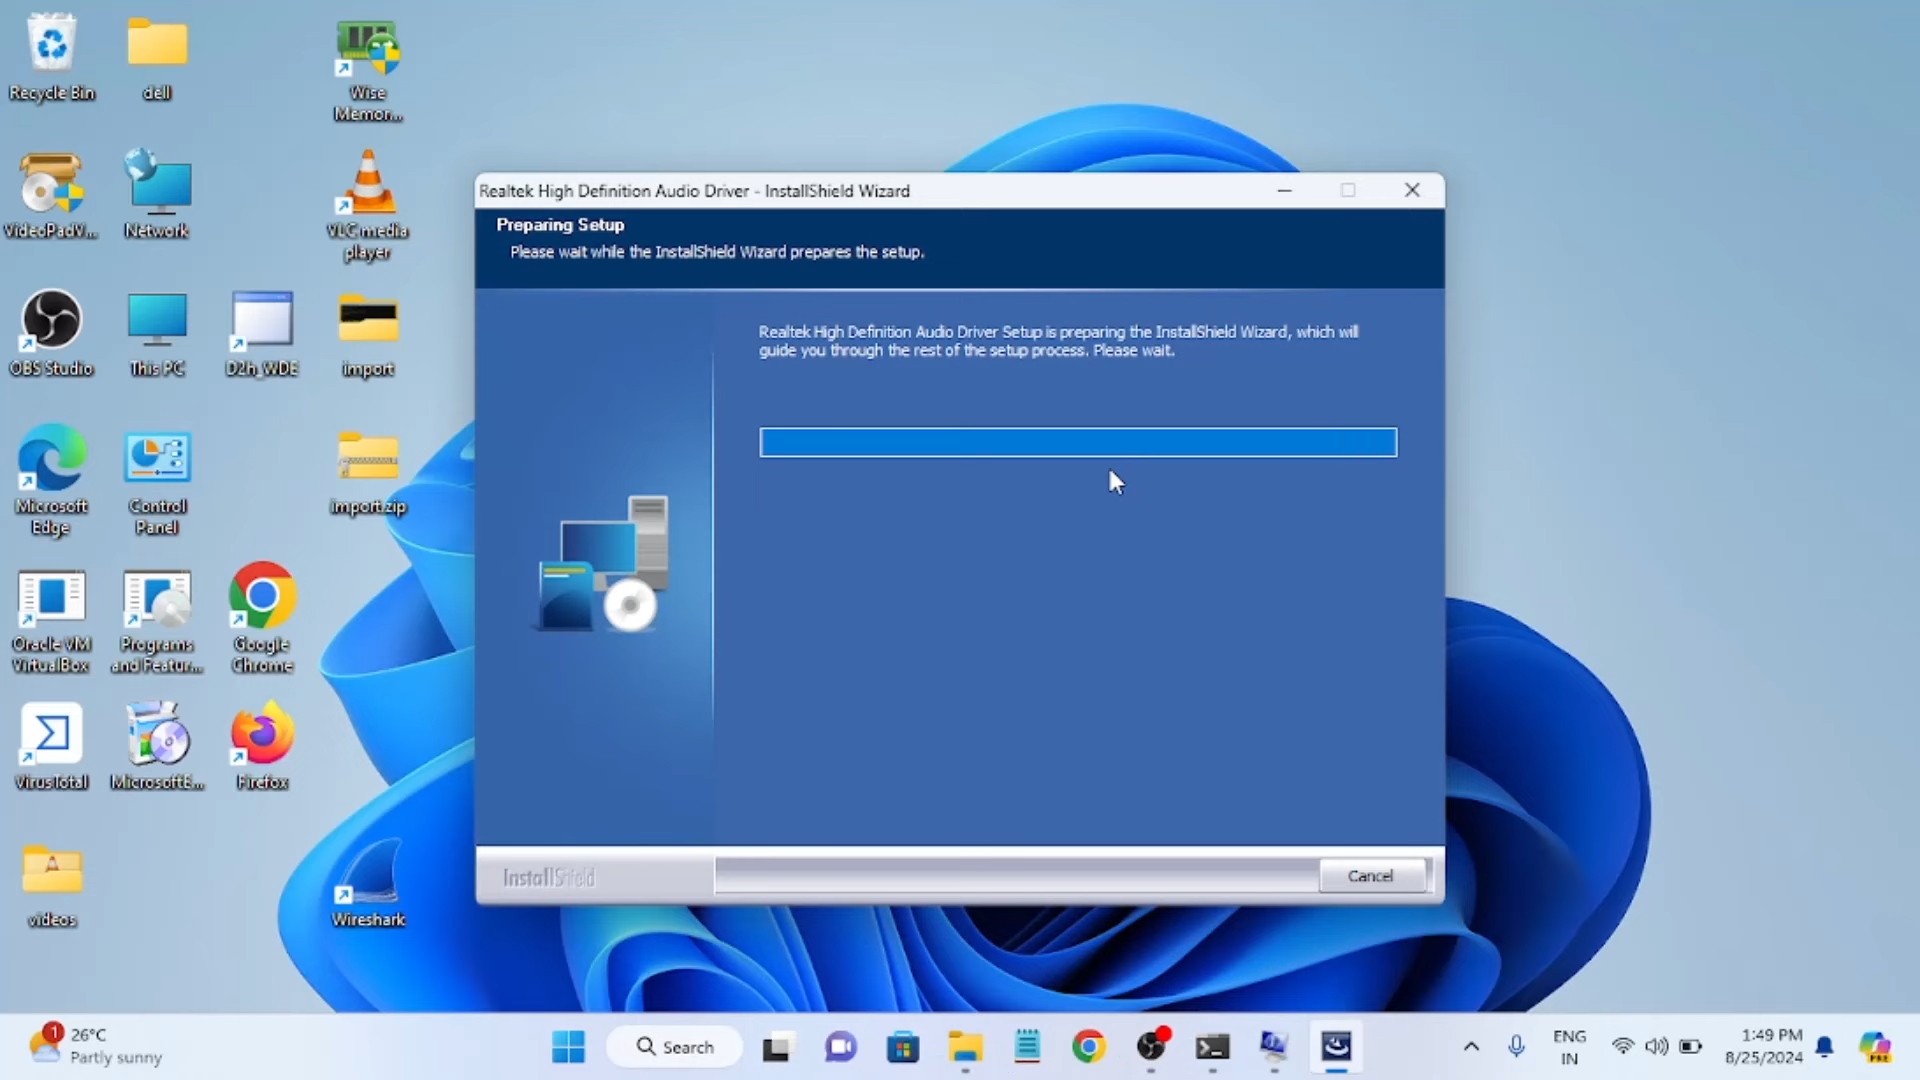 Recycle Bin
dell
Wise
Memor...
VideoPadV...
Network
VLC media
player
OBS Studio
This PC
D2h_WDE
import
Microsoft
Edge
Control
Panel
import.zip
Oracle VM
VirtualBox
Programs
and Featur...
Google
Chrome
VirusTotal
MicrosoftE...
Firefox
videos
Wireshark
Realtek High Definition Audio Driver - InstallShield Wizard
Preparing Setup
Please wait while the InstallShield Wizard prepares the setup.
Realtek High Definition Audio Driver Setup is preparing the InstallShield Wizard, which will
guide you through the rest of the setup process. Please wait.
InstallShield
Cancel
1
26°C
Partly sunny
Search
ENG
IN
1:49 PM
8/25/2024
PRE